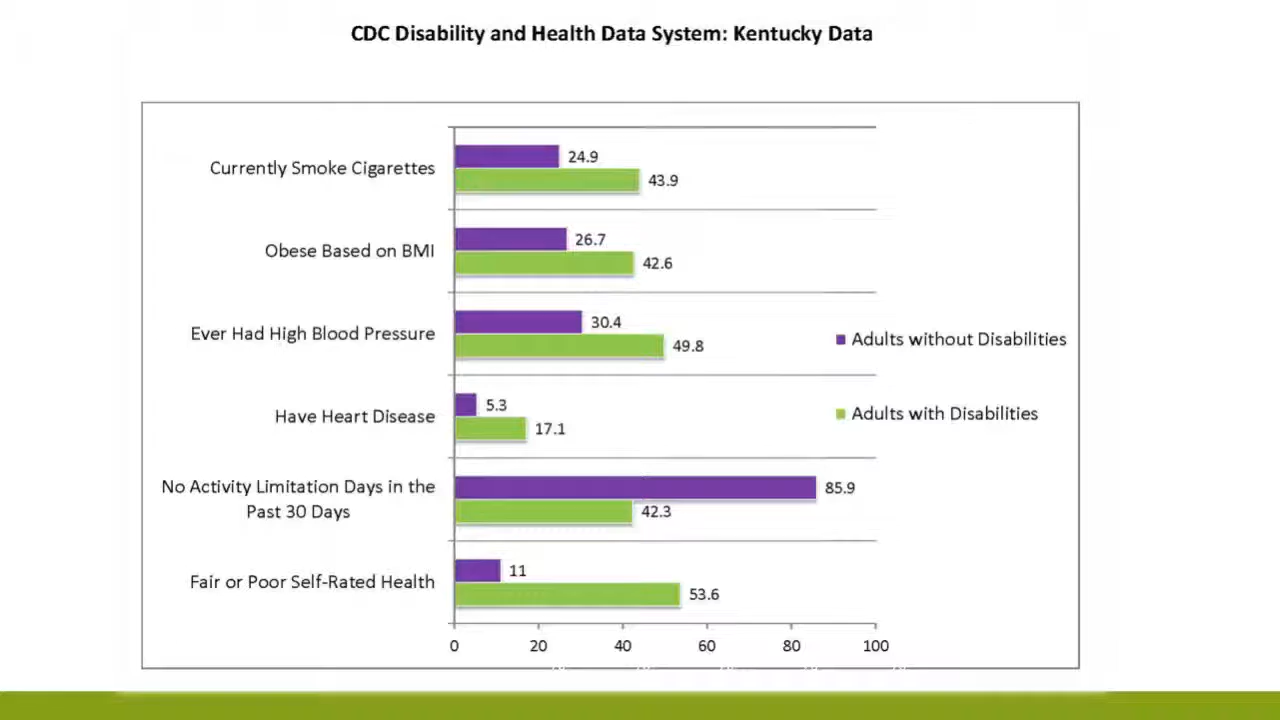 CDC Disability and Health Data System: Kentucky Data
Currently Smoke Cigarettes
24.9
43.9
Obese Based on BMI
26.7
42.6
Ever Had High Blood Pressure
30.4
49.8
Adults without Disabilities
Have Heart Disease
5.3
17.1
Adults with Disabilities
No Activity Limitation Days in the
Past 30 Days
85.9
42.3
Fair or Poor Self-Rated Health
11
53.6
0 20 40 60 80 100